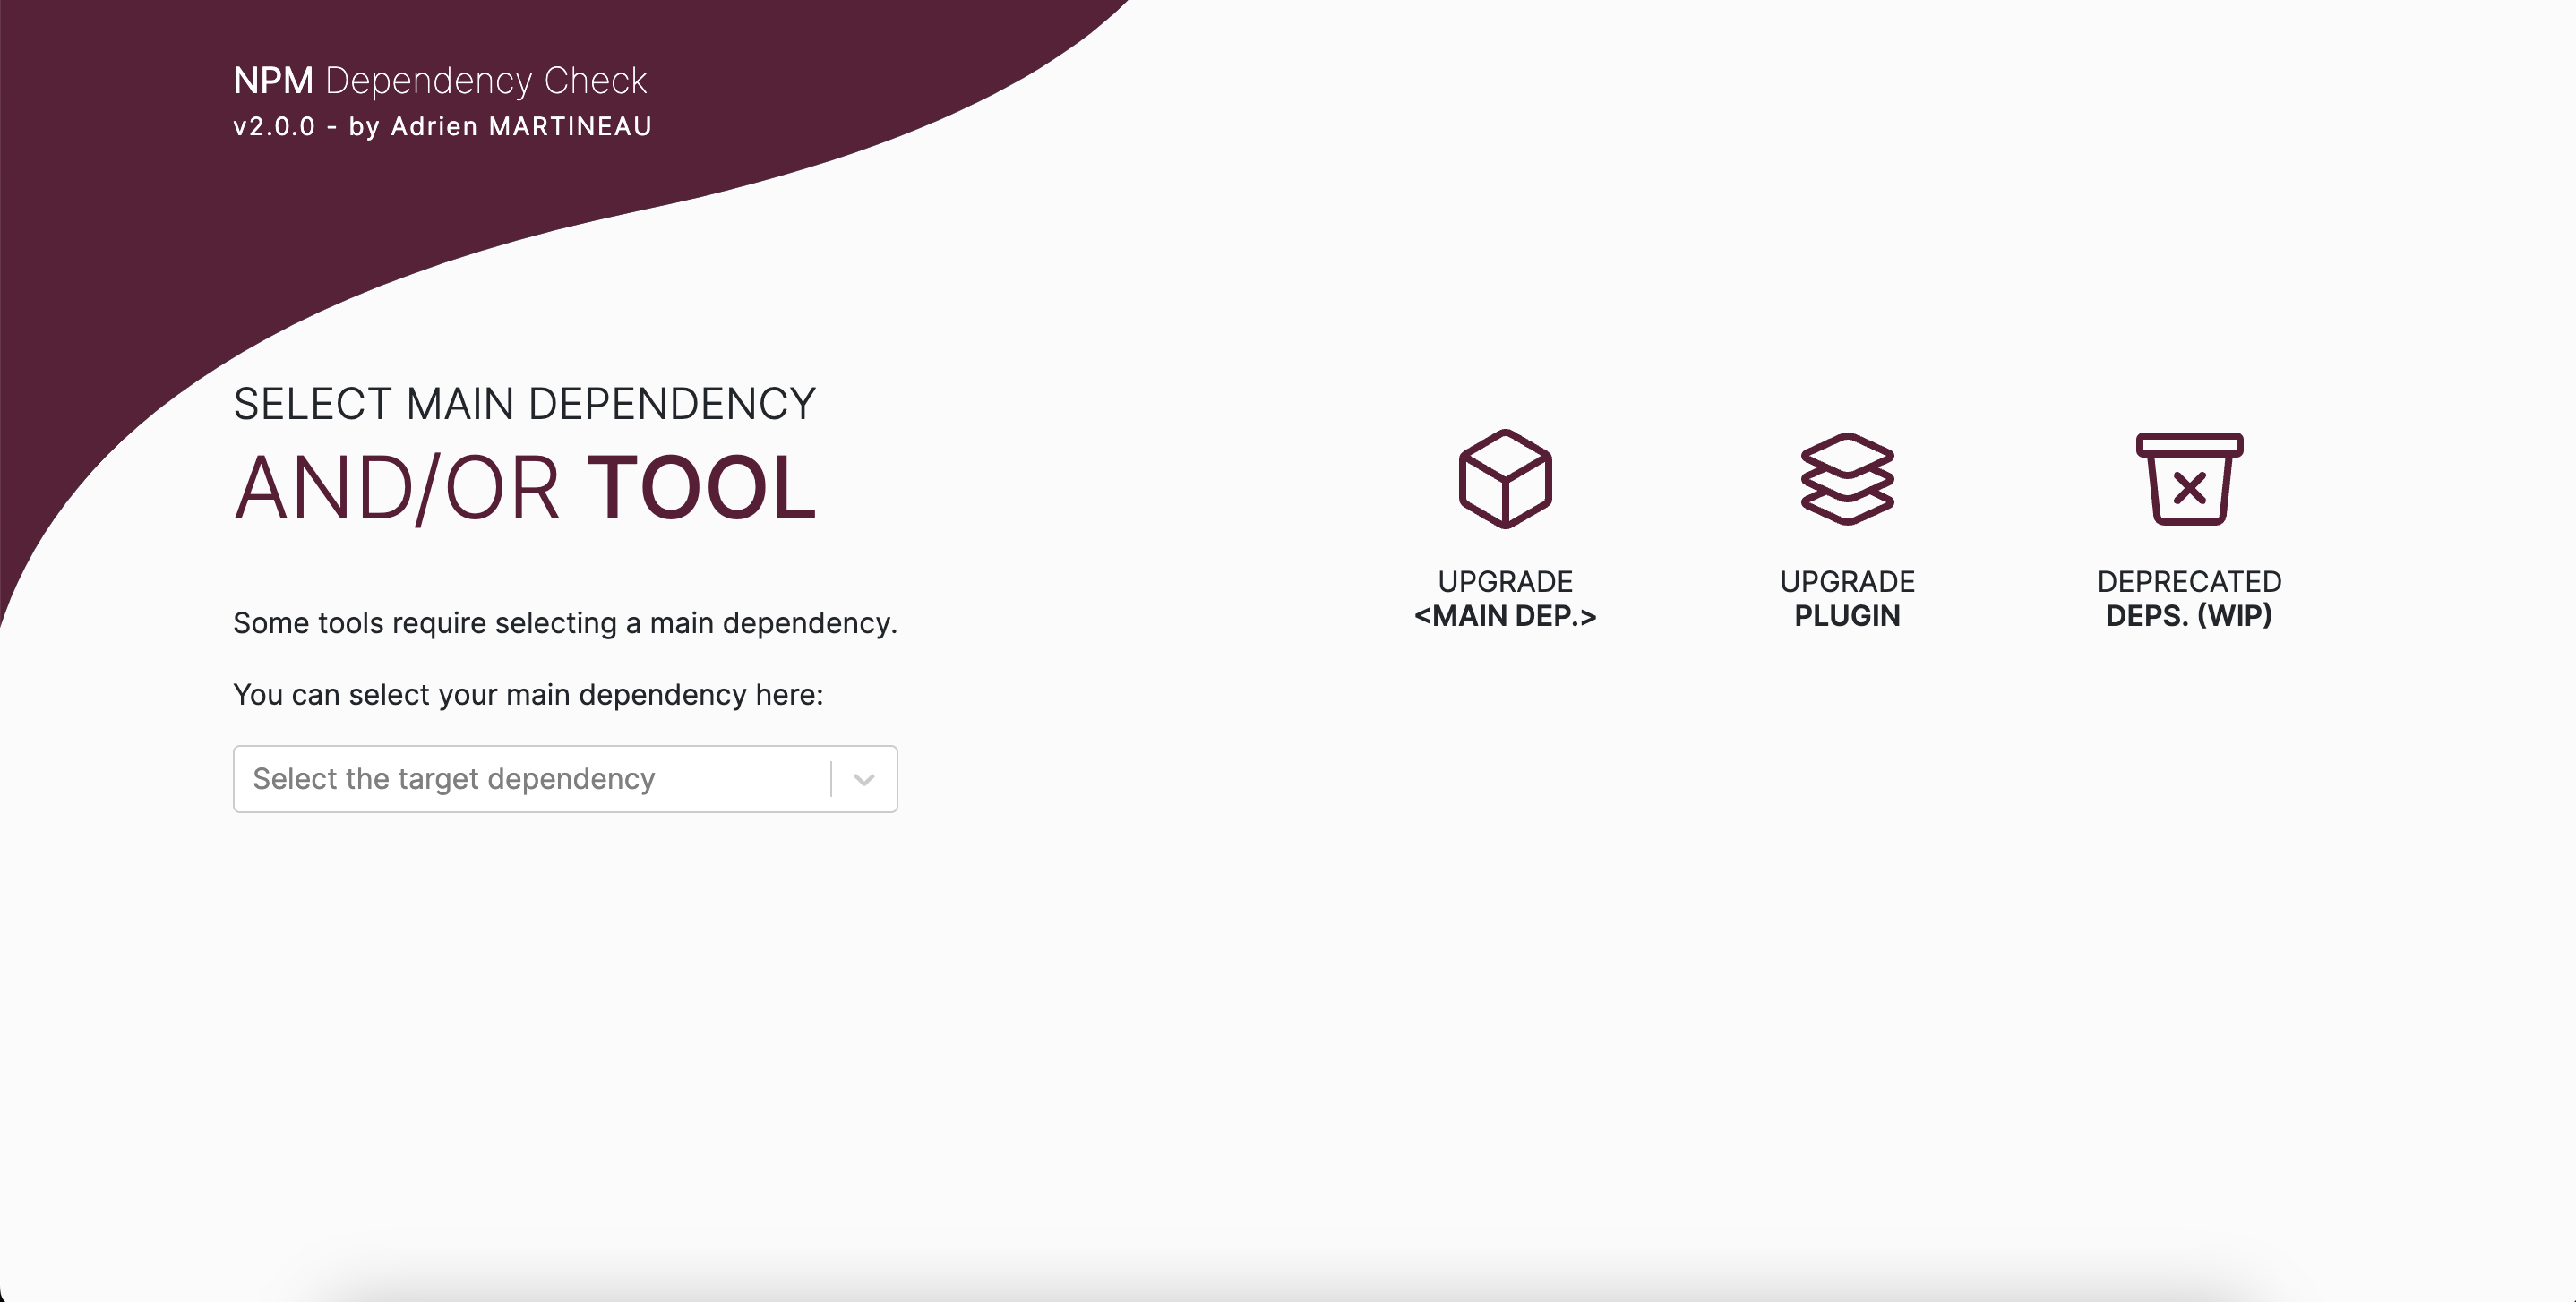 NPM Dependency Check
v2.0.0 - by Adrien MARTINEAU
SELECT MAIN DEPENDENCY
AND/OR TOOL
Some tools require selecting a main dependency.
You can select your main dependency here:
Select the target dependency
UPGRADE
<MAIN DEP.>
UPGRADE
PLUGIN
DEPRECATED
DEPS. (WIP)